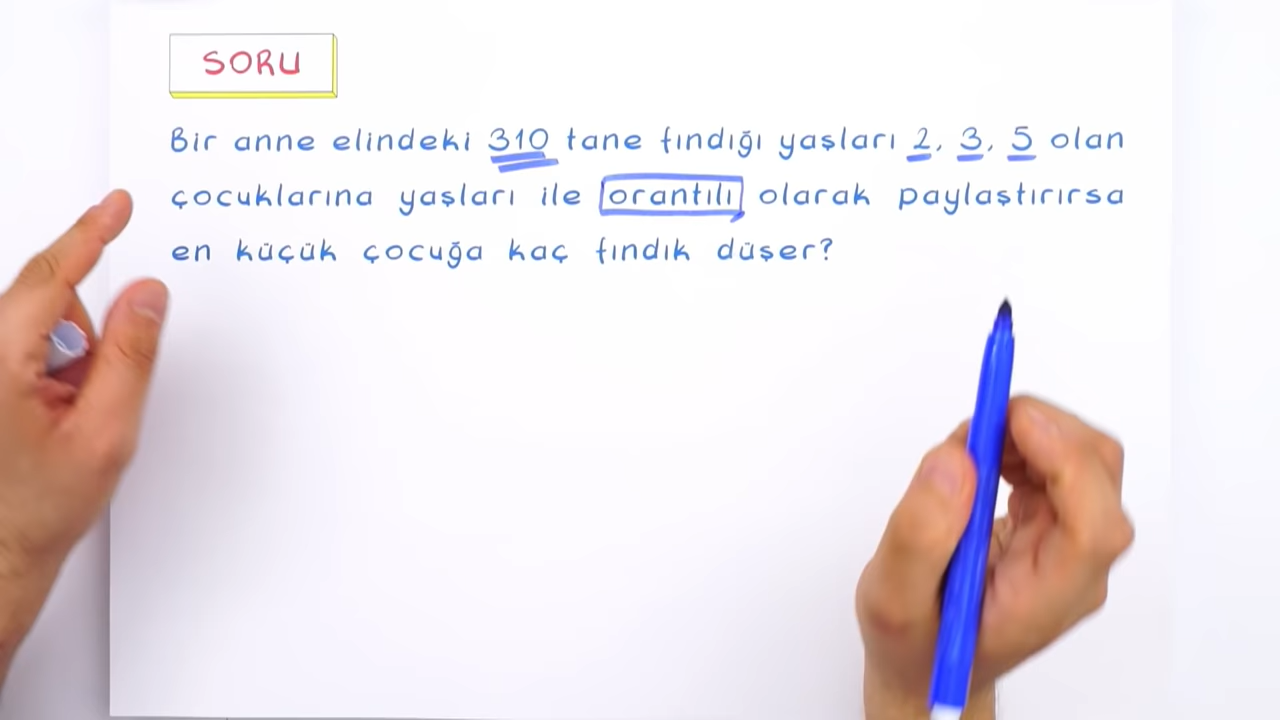 SORU
Bir anne elindeki 310 tane fındığı yaşları 2, 3, 5 olan
çocuklarına yaşları ile orantılı olarak paylaştırırsa
en küçük çocuğa kaç fındık düşer?